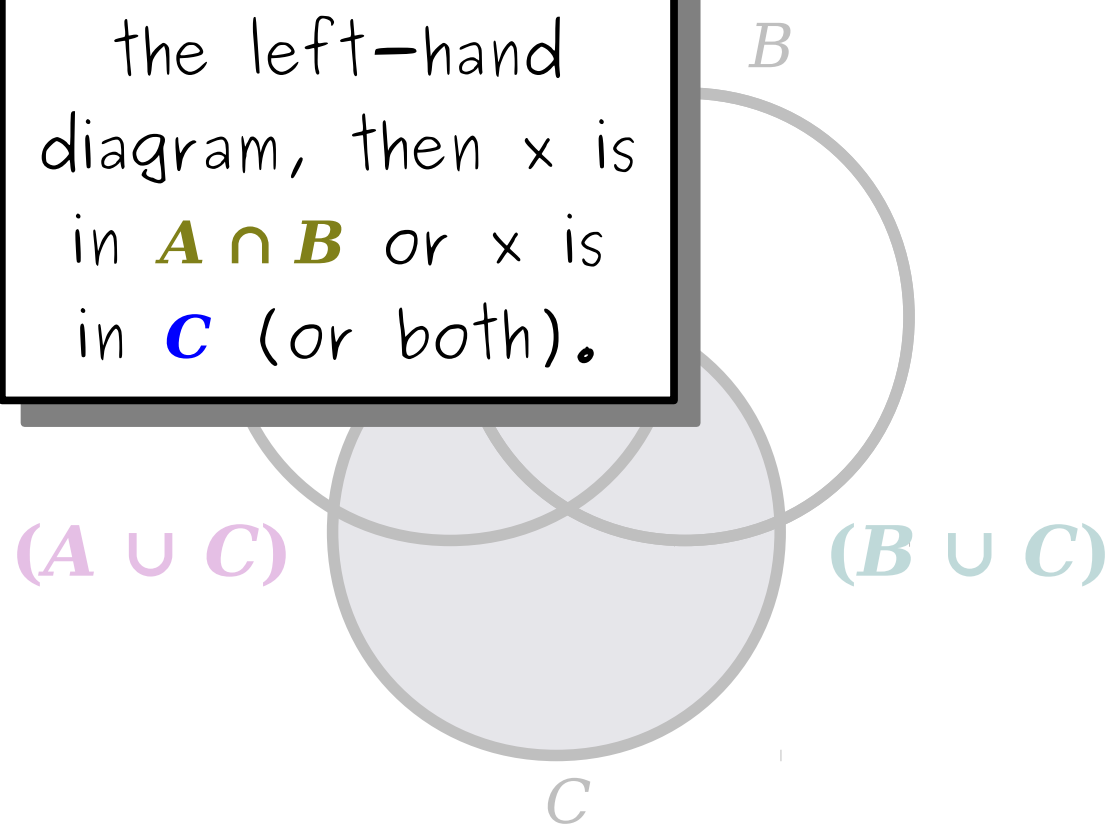 B
the left-hand
diagram, then x is
in A ∩ B or x is
in C (or both).
(A ∪ C)
(B ∪ C)
C